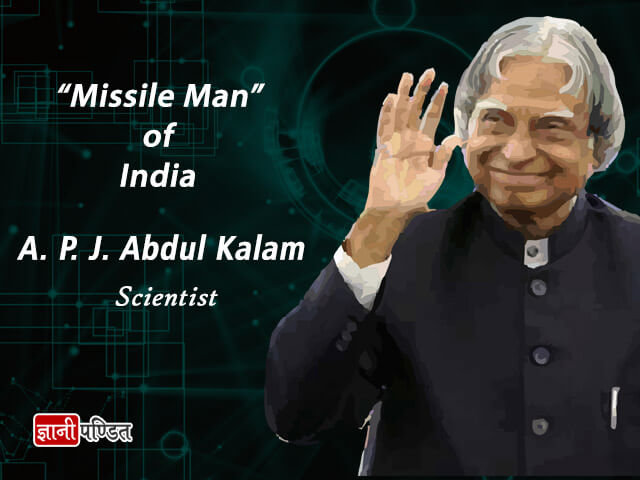 “Missile Man”
of
India
A. P. J. Abdul Kalam
Scientist
ज्ञानीपण्डित